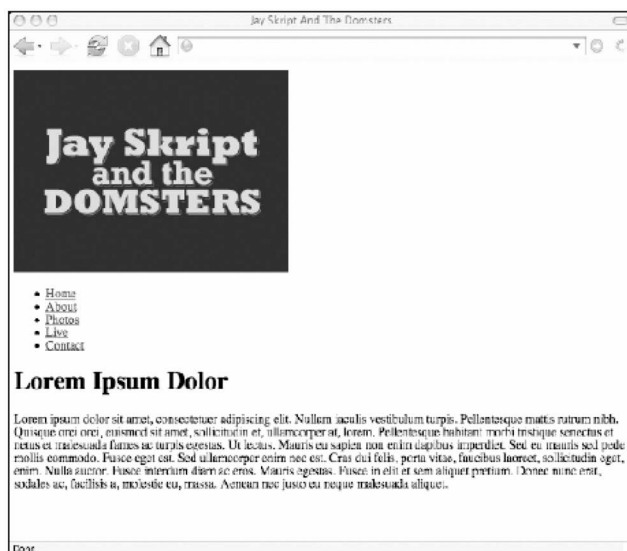 Jay Skript And The Domsters
Jay Skript
and the
DOMSTERS
Home
About
Photos
Live
Contact
Lorem Ipsum Dolor
Lorem ipsum dolor sit amet, consectetuer adipiscing elit. Nullam iaculis vestibulum turpis. Pellentesque mattis rutrum nibh.
Quisque orci orci, euismod sit amet, sollicitudin et, ullamcorper at, lorem. Pellentesque habitant morbi tristique senectus et
netus et malesuada fames ac turpis egestas. Ut lectus. Mauris eu sapien non enim dapibus imperdiet. Sed eu mauris sed pede
mollis commodo. Fusce eget est. Sed ullamcorper enim nec est. Cras dui felis, porta vitae, faucibus laoreet, sollicitudin eget,
enim. Nulla auctor. Fusce interdum diam ac eros. Mauris egestas. Fusce in elit et sem aliquet pretium. Donec nunc erat,
sodales ac, facilisis a, molestie eu, massa. Aenean nec justo eu neque malesuada aliquet.
Done